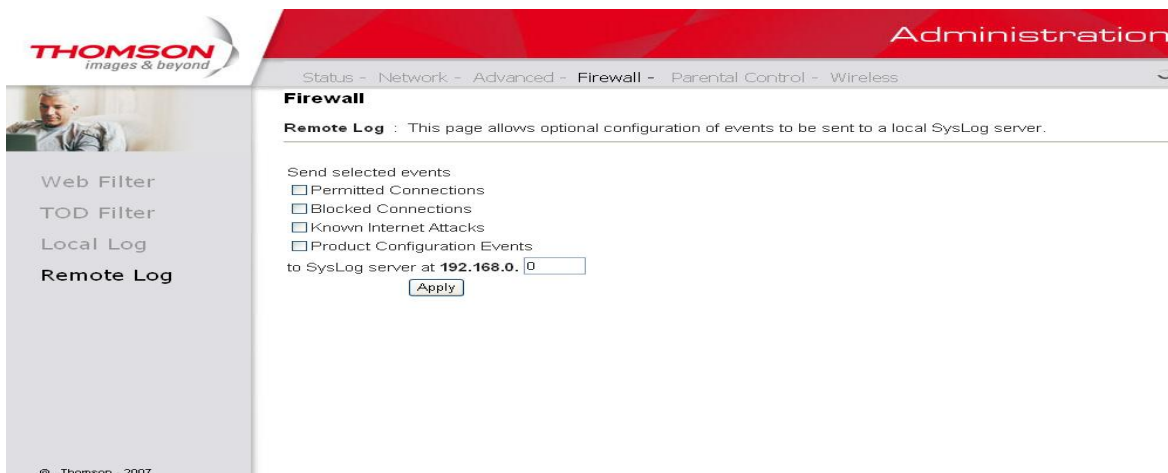 THOMSON
images & beyond
Administration
Status - Network - Advanced - Firewall - Parental Control - Wireless
Firewall
Remote Log : This page allows optional configuration of events to be sent to a local SysLog server.
Web Filter
TOD Filter
Local Log
Remote Log
Send selected events
Permitted Connections
Blocked Connections
Known Internet Attacks
Product Configuration Events
to SysLog server at 192.168.0. 0
Apply
© Thomson 2007